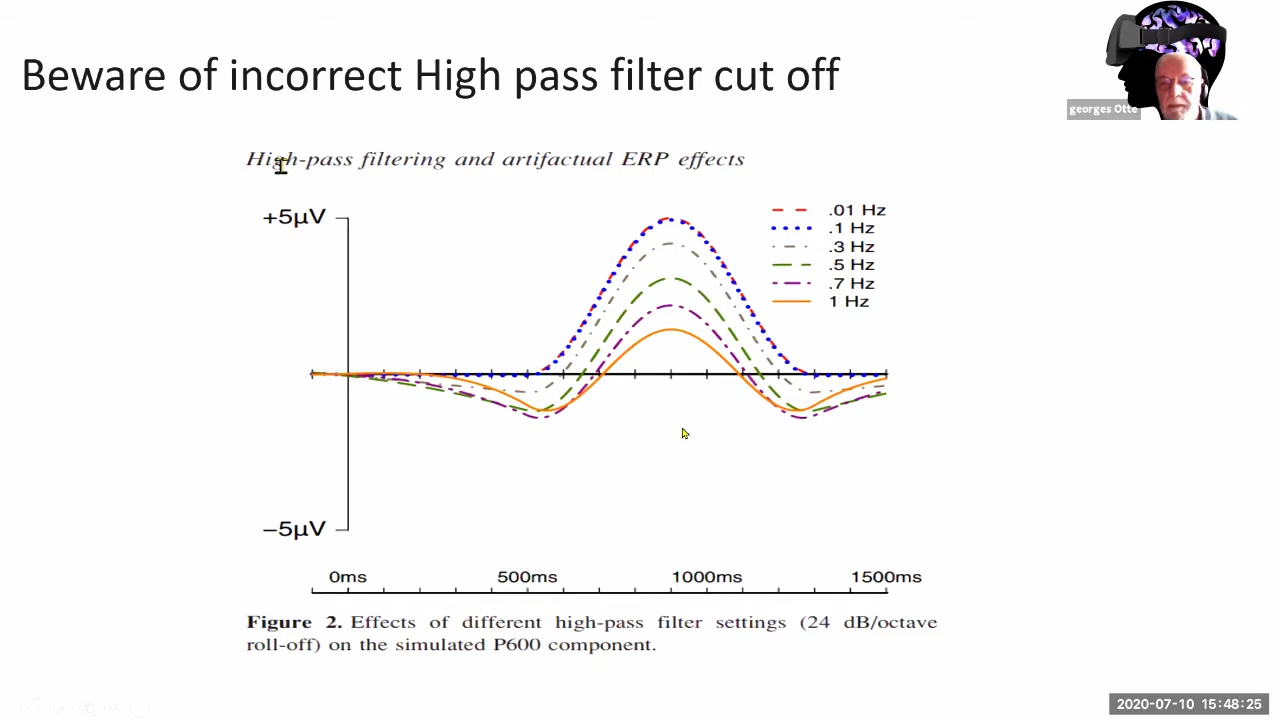 Beware of incorrect High pass filter cut off
georges Otte
High-pass filtering and artifactual ERP effects
+5µV
.01 Hz
.1 Hz
.3 Hz
.5 Hz
.7 Hz
1 Hz
−5µV
0ms 500ms 1000ms 1500ms
Figure 2. Effects of different high-pass filter settings (24 dB/octave
roll-off) on the simulated P600 component.
2020-07-10 15:48:25